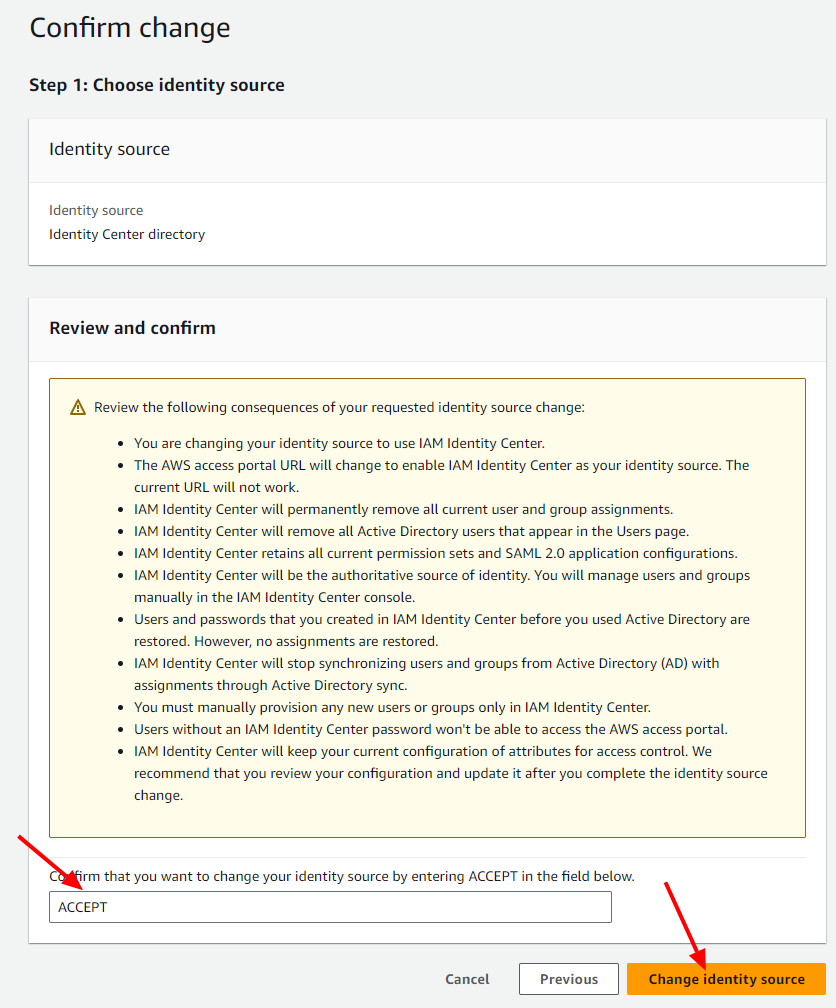 Confirm change
Step 1: Choose identity source
Identity source
Identity source
Identity Center directory
Review and confirm
Review the following consequences of your requested identity source change:
• You are changing your identity source to use IAM Identity Center.
• The AWS access portal URL will change to enable IAM Identity Center as your identity source. The
current URL will not work.
• IAM Identity Center will permanently remove all current user and group assignments.
• IAM Identity Center will remove all Active Directory users that appear in the Users page.
• IAM Identity Center retains all current permission sets and SAML 2.0 application configurations.
• IAM Identity Center will be the authoritative source of identity. You will manage users and groups
manually in the IAM Identity Center console.
• Users and passwords that you created in IAM Identity Center before you used Active Directory are
restored. However, no assignments are restored.
• IAM Identity Center will stop synchronizing users and groups from Active Directory (AD) with
assignments through Active Directory sync.
• You must manually provision any new users or groups only in IAM Identity Center.
• Users without an IAM Identity Center password won't be able to access the AWS access portal.
• IAM Identity Center will keep your current configuration of attributes for access control. We
recommend that you review your configuration and update it after you complete the identity source
change.
Confirm that you want to change your identity source by entering ACCEPT in the field below.
ACCEPT
Cancel Previous Change identity source